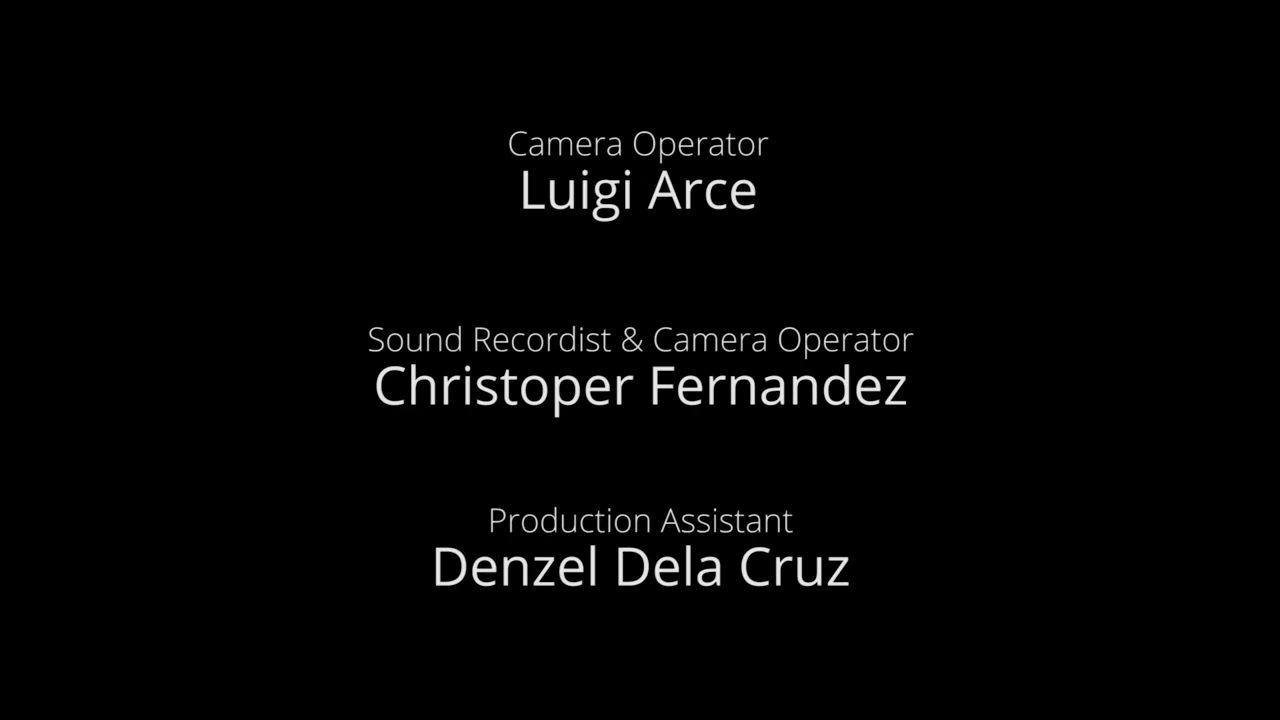 Camera Operator
Luigi Arce
Sound Recordist & Camera Operator
Christoper Fernandez
Production Assistant
Denzel Dela Cruz